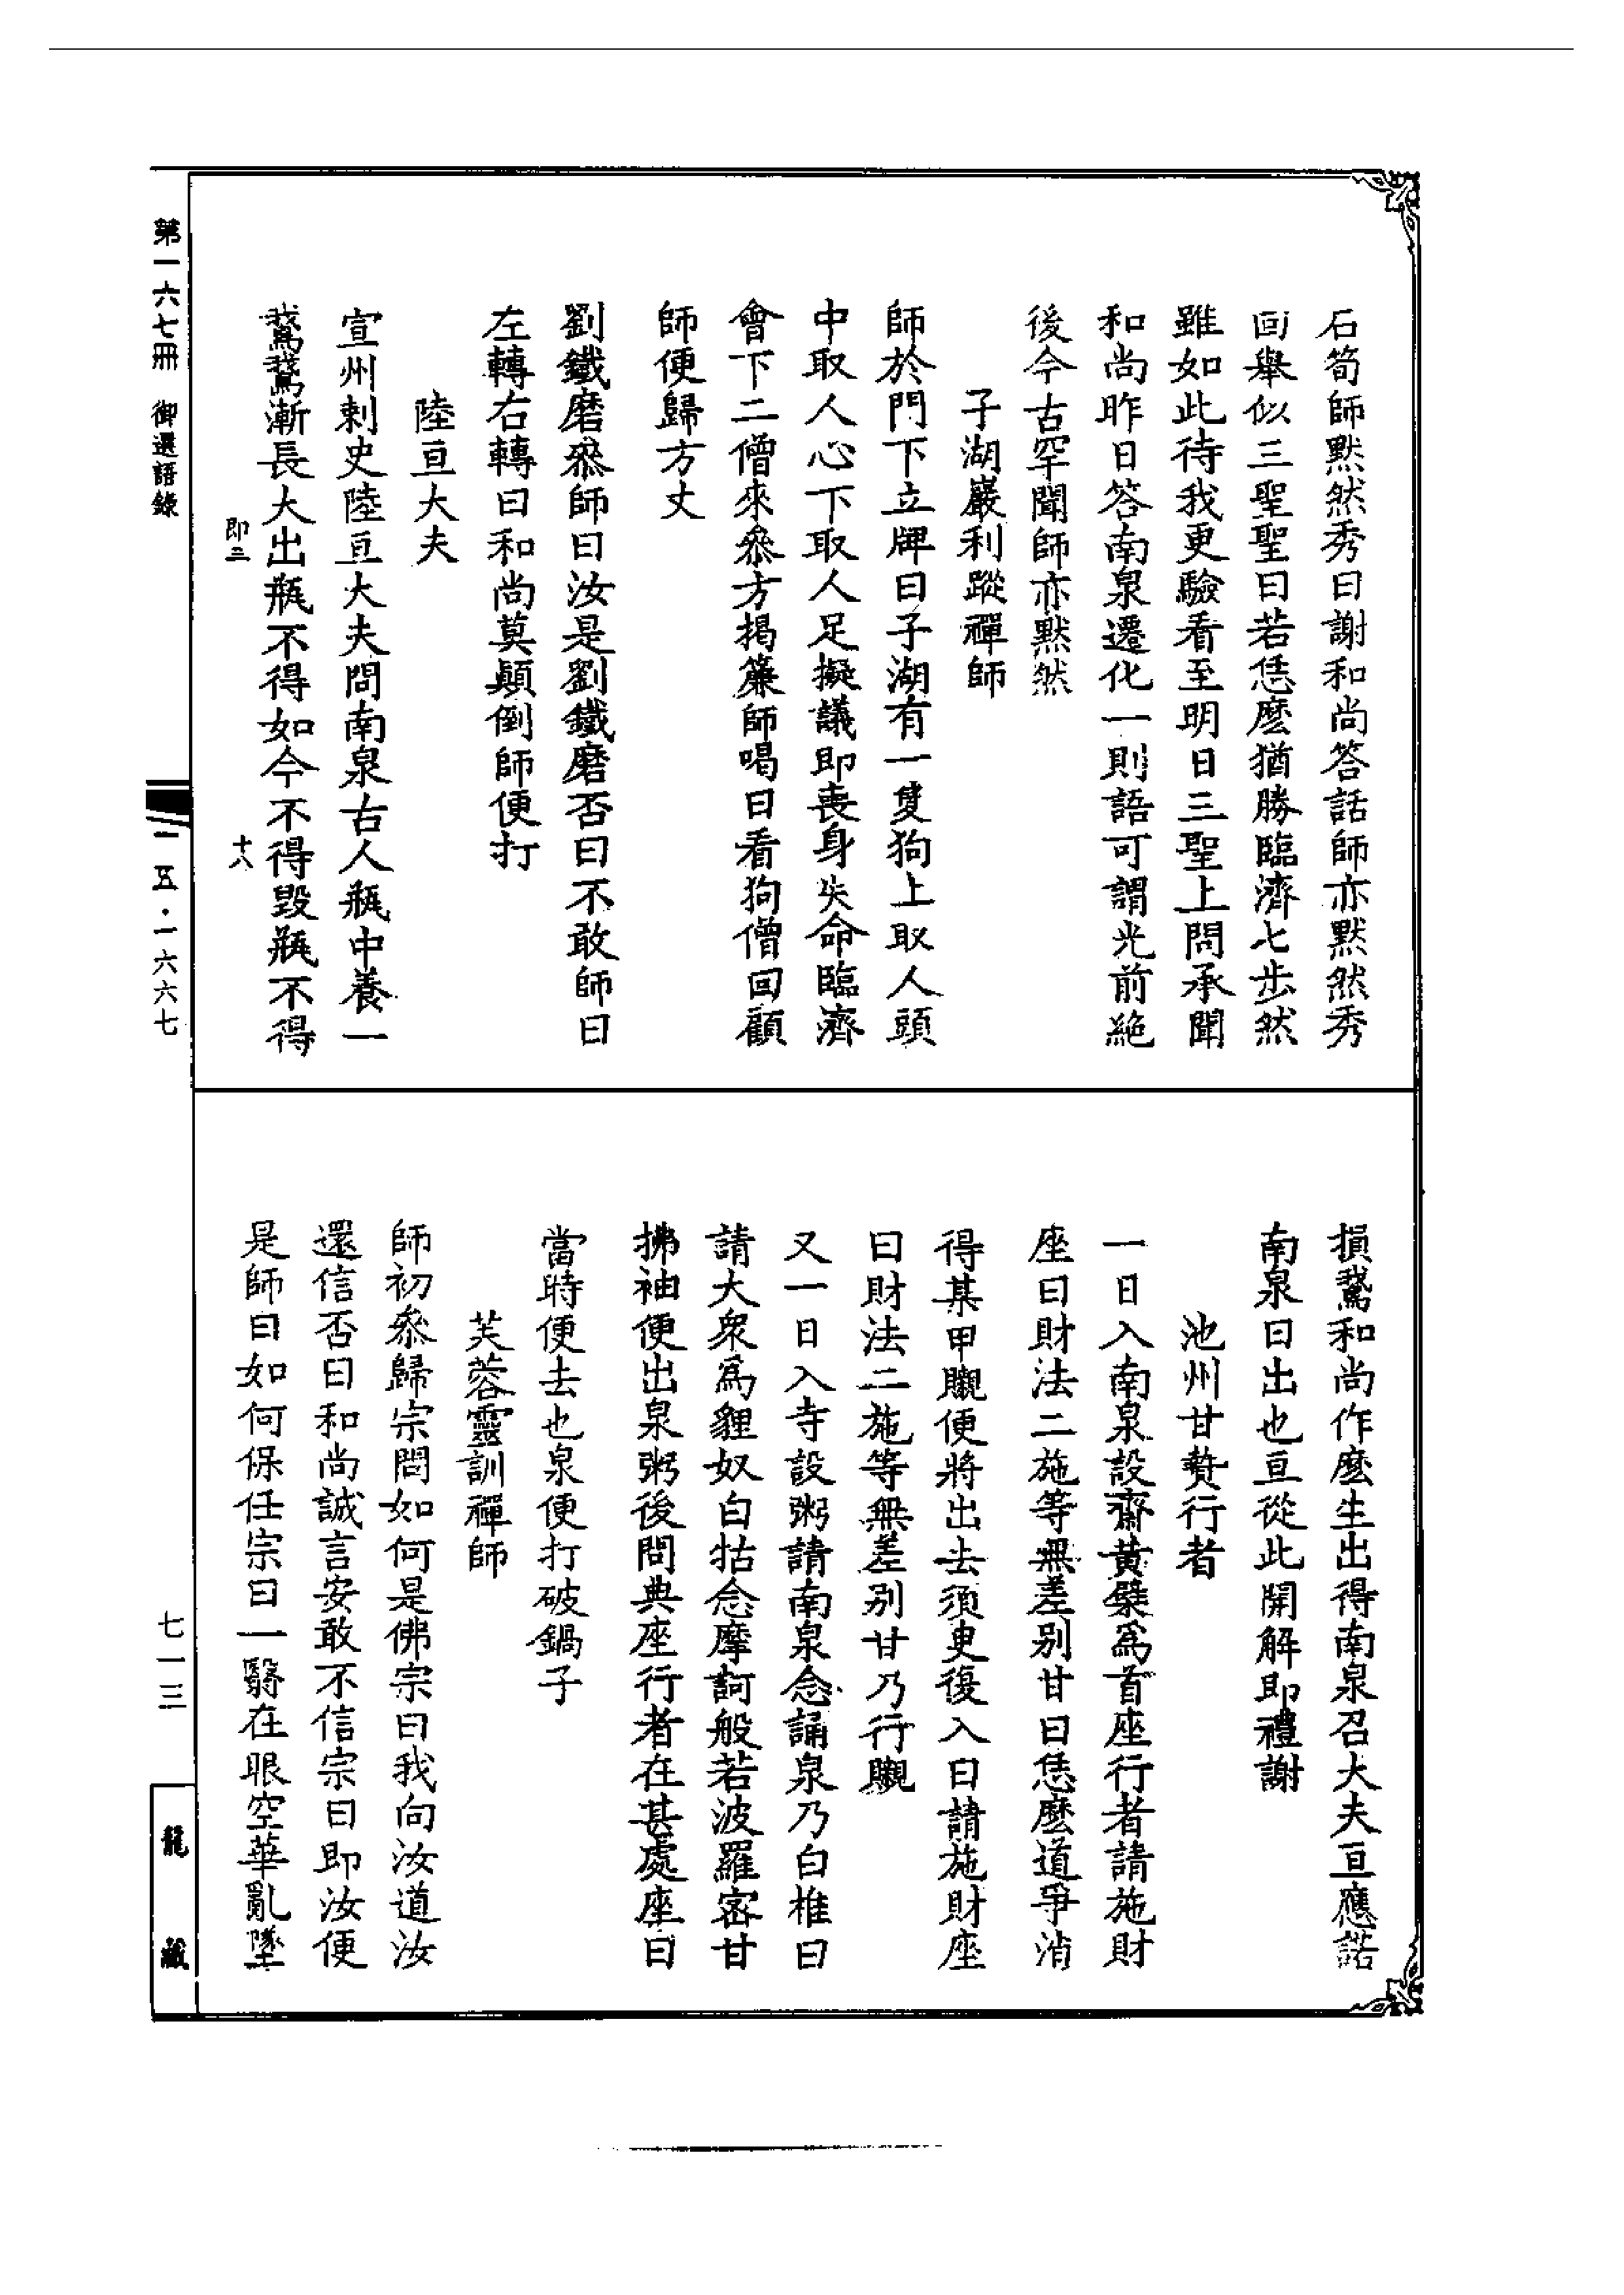 石筍師默然秀曰謝和尚答話師亦默然秀
回舉似三聖聖曰若恁麼猶勝臨濟七步然
雖如此待我更驗看至明日三聖上問承聞
和尚昨日答南泉遷化一則語可謂光前絶
後今古罕聞師亦默然
子湖巖利蹤禪師
師於門下立牌曰子湖有一隻狗上取人頭
中取人心下取人足擬議即喪身失命臨濟
會下二僧來叅方揭簾師喝曰看狗僧回顧
師便歸方丈
劉鐵磨叅師曰汝是劉鐵磨否曰不敢師曰
左轉右轉曰和尚莫顛倒師便打
陸亘大夫
宣州刺史陸亘大夫問南泉古人瓶中養一
鵞鵞漸長大出瓶不得如今不得毀瓶不得
即三
十八
損鵞和尚作麼生出得南泉召大夫亘應諾
南泉曰出也亘從此開解即禮謝
池州甘贄行者
一日入南泉設齋黃檗爲首座行者請施財
座曰財法二施等無差別甘曰恁麼道爭消
得某甲䞋便將出去須臾復入曰請施財座
曰財法二施等無差別甘乃行䞋
又一日入寺設粥請南泉念誦泉乃白椎曰
請大衆爲貍奴白牯念摩訶般若波羅密甘
拂袖便出泉粥後問典座行者在甚處座曰
當時便去也泉便打破鍋子
芙蓉靈訓禪師
師初叅歸宗問如何是佛宗曰我向汝道汝
還信否曰和尚誠言安敢不信宗曰即汝便
是師曰如何保任宗曰一翳在眼空華亂墜
第一六七冊 御選語錄
一五·一六六七
七一三
龍藏